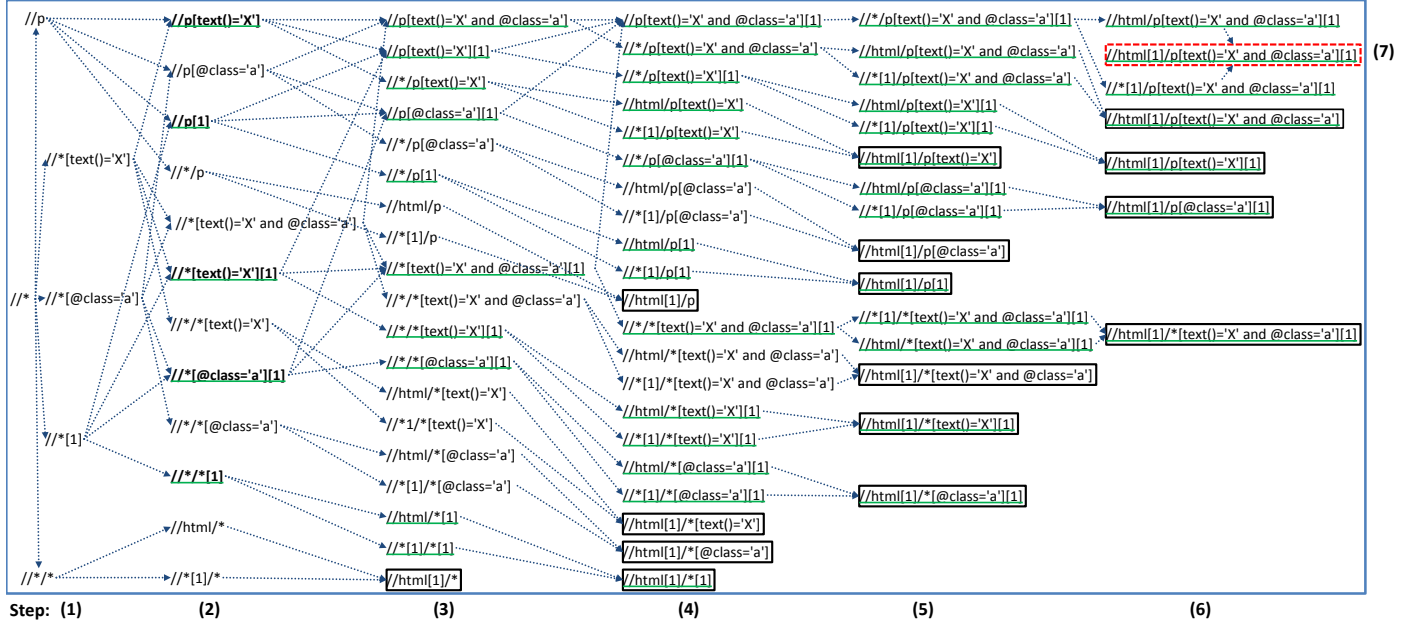 //*
//p
//*[text()='X']
//*[@class='a']
//*[1]
//*/*
//p[text()='X']
//p[@class='a']
//p[1]
//*/p
//*[text()='X' and @class='a']
//*[text()='X'][1]
//*/*[text()='X']
//*[@class='a'][1]
//*/*[@class='a']
//*/*[1]
//html/*
//*[1]/*
//p[text()='X' and @class='a']
//p[text()='X'][1]
//*/p[text()='X']
//p[@class='a'][1]
//*/p[@class='a']
//*/p[1]
//html/p
//*[1]/p
//*[text()='X' and @class='a'][1]
//*/*[text()='X' and @class='a']
//*/*[text()='X'][1]
//*/*[@class='a'][1]
//html/*[text()='X']
//*1/*[text()='X']
//html/*[@class='a']
//*[1]/*[@class='a']
//html/*[1]
//*[1]/*[1]
//html[1]/*
//p[text()='X' and @class='a'][1]
//*/p[text()='X' and @class='a']
//*/p[text()='X'][1]
//html/p[text()='X']
//*[1]/p[text()='X']
//*/p[@class='a'][1]
//html/p[@class='a']
//*[1]/p[@class='a']
//html/p[1]
//*[1]/p[1]
//html[1]/p
//*/*[text()='X' and @class='a'][1]
//html/*[text()='X' and @class='a']
//*[1]/*[text()='X' and @class='a']
//html/*[text()='X'][1]
//*[1]/*[text()='X'][1]
//html/*[@class='a'][1]
//*[1]/*[@class='a'][1]
//html[1]/*[text()='X']
//html[1]/*[@class='a']
//html[1]/*[1]
//*/p[text()='X' and @class='a'][1]
//html/p[text()='X' and @class='a']
//*[1]/p[text()='X' and @class='a']
//html/p[text()='X'][1]
//*[1]/p[text()='X'][1]
//html[1]/p[text()='X']
//html/p[@class='a'][1]
//*[1]/p[@class='a'][1]
//html[1]/p[@class='a']
//html[1]/p[1]
//*[1]/*[text()='X' and @class='a'][1]
//html/*[text()='X' and @class='a'][1]
//html[1]/*[text()='X' and @class='a']
//html[1]/*[text()='X'][1]
//html[1]/*[@class='a'][1]
//html/p[text()='X' and @class='a'][1]
//html[1]/p[text()='X' and @class='a'][1]
//*[1]/p[text()='X' and @class='a'][1]
//html[1]/p[text()='X' and @class='a']
//html[1]/p[text()='X'][1]
//html[1]/p[@class='a'][1]
//html[1]/*[text()='X' and @class='a'][1]
(7)
Step: (1) (2) (3) (4) (5) (6)